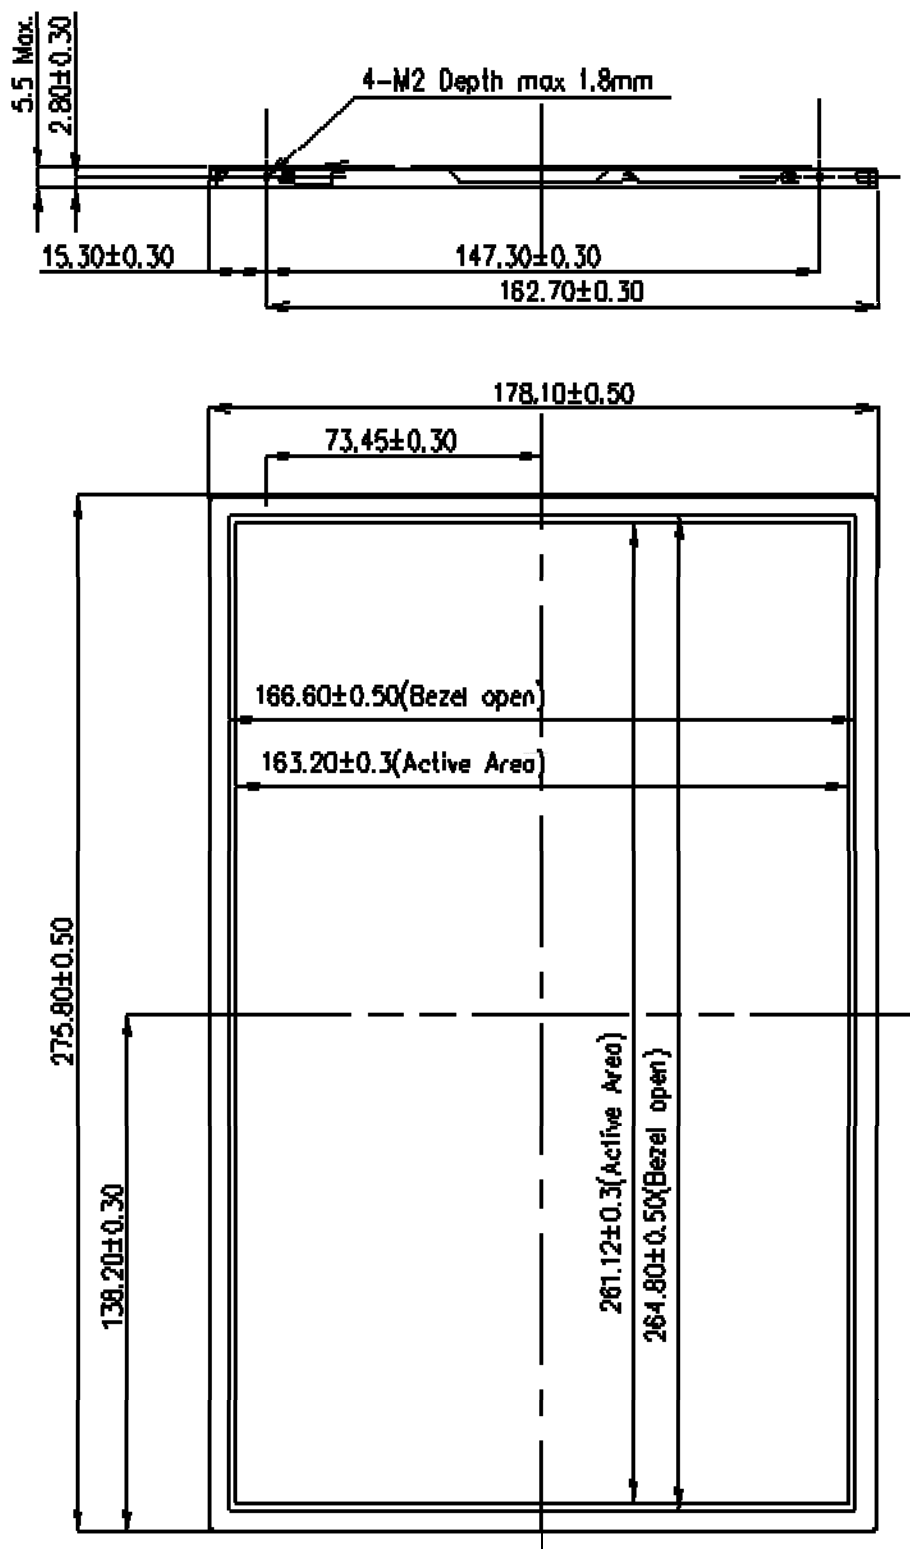 5.5 Max.
2.80±0.30
4-M2 Depth max 1.8mm
15.30±0.30
147.30±0.30
162.70±0.30
178.10±0.50
73.45±0.30
166.60±0.50(Bezel open)
163.20±0.3(Active Area)
275.80±0.50
138.20±0.30
261.12±0.3(Active Area)
264.80±0.50(Bezel open)